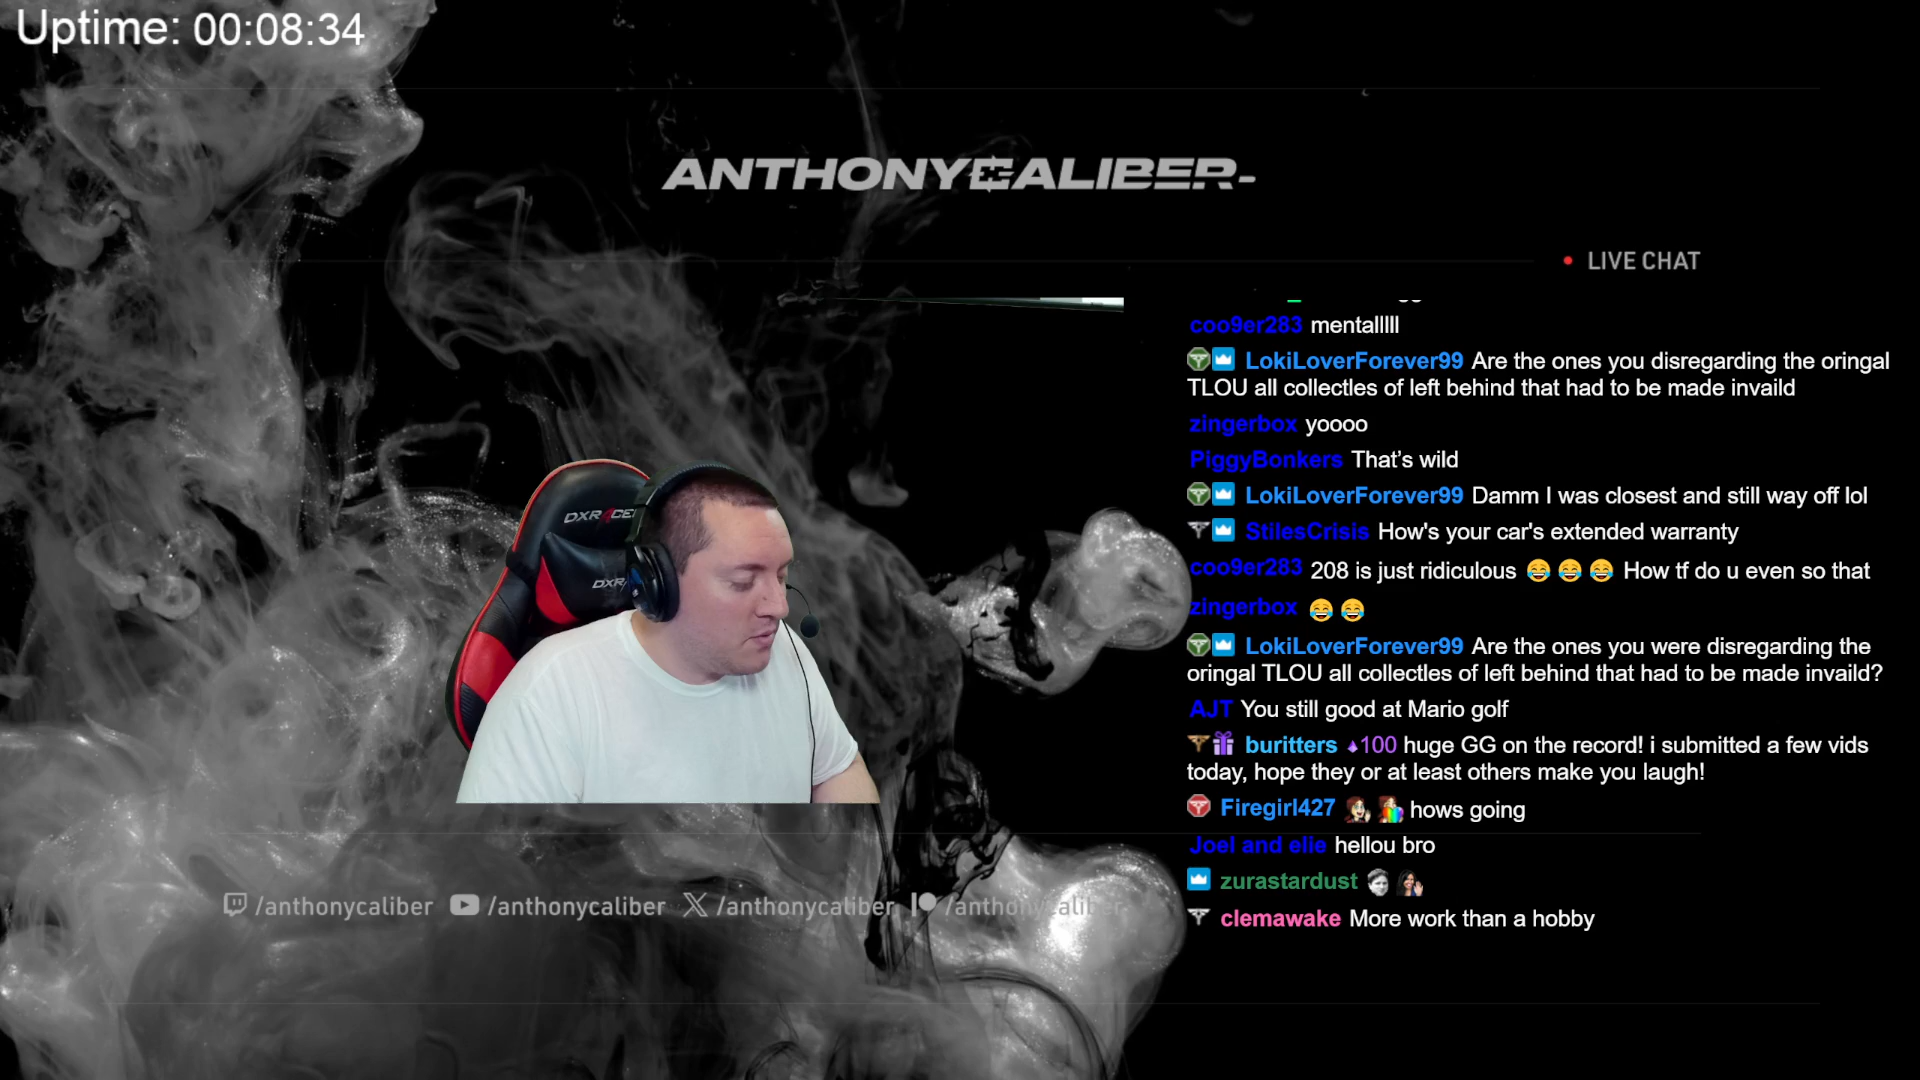 Uptime: 00:08:34
ANTHONYCALIBER-
LIVE CHAT
coo9er283 mentalllll
LokiLoverForever99 Are the ones you disregarding the oringal
TLOU all collectles of left behind that had to be made invaild
zingerbox yoooo
PiggyBonkers That’s wild
LokiLoverForever99 Damm I was closest and still way off lol
StilesCrisis How's your car's extended warranty
coo9er283 208 is just ridiculous 😂 😂 😂 How tf do u even so that
zingerbox 😂 😂
LokiLoverForever99 Are the ones you were disregarding the
oringal TLOU all collectles of left behind that had to be made invaild?
AJT You still good at Mario golf
buritters 100 huge GG on the record! i submitted a few vids
today, hope they or at least others make you laugh!
Firegirl427 hows going
Joel and elie hellou bro
zurastardust
clemawake More work than a hobby
DXRACER
DXR
/anthonycaliber /anthonycaliber /anthonycaliber /anthonycaliber